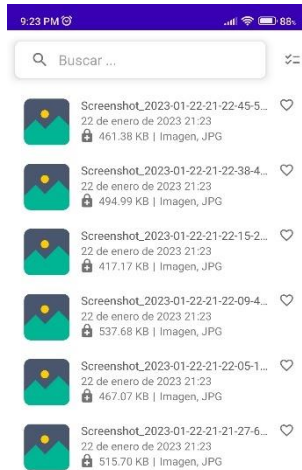 9:23 PM 88%
Buscar ...
Screenshot_2023-01-22-21-22-45-5...
22 de enero de 2023 21:23
461.38 KB | Imagen, JPG
Screenshot_2023-01-22-21-22-38-4...
22 de enero de 2023 21:23
494.99 KB | Imagen, JPG
Screenshot_2023-01-22-21-22-15-2...
22 de enero de 2023 21:23
417.17 KB | Imagen, JPG
Screenshot_2023-01-22-21-22-09-4...
22 de enero de 2023 21:23
537.68 KB | Imagen, JPG
Screenshot_2023-01-22-21-22-05-1...
22 de enero de 2023 21:23
467.07 KB | Imagen, JPG
Screenshot_2023-01-22-21-21-27-6...
22 de enero de 2023 21:23
515.70 KB | Imagen, JPG